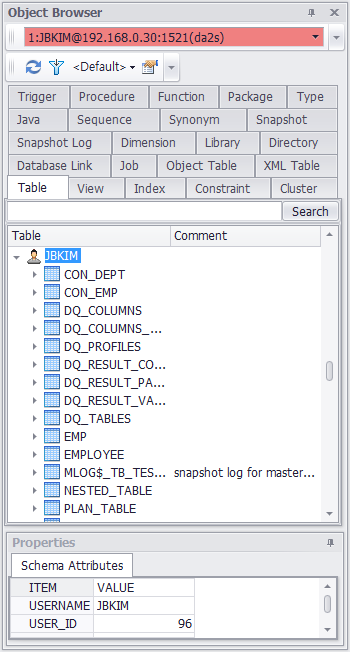 Object Browser
1:JBKIM@192.168.0.30:1521(da2s)
<Default>
Trigger Procedure Function Package Type
Java Sequence Synonym Snapshot
Snapshot Log Dimension Library Directory
Database Link Job Object Table XML Table
Table View Index Constraint Cluster
Search
Table Comment
JBKIM
CON_DEPT
CON_EMP
DQ_COLUMNS
DQ_COLUMNS_...
DQ_PROFILES
DQ_RESULT_CO...
DQ_RESULT_PA...
DQ_RESULT_VA...
DQ_TABLES
EMP
EMPLOYEE
MLOG$_TB_TES... snapshot log for master...
NESTED_TABLE
PLAN_TABLE
Properties
Schema Attributes
ITEM VALUE
USERNAME JBKIM
USER_ID 96